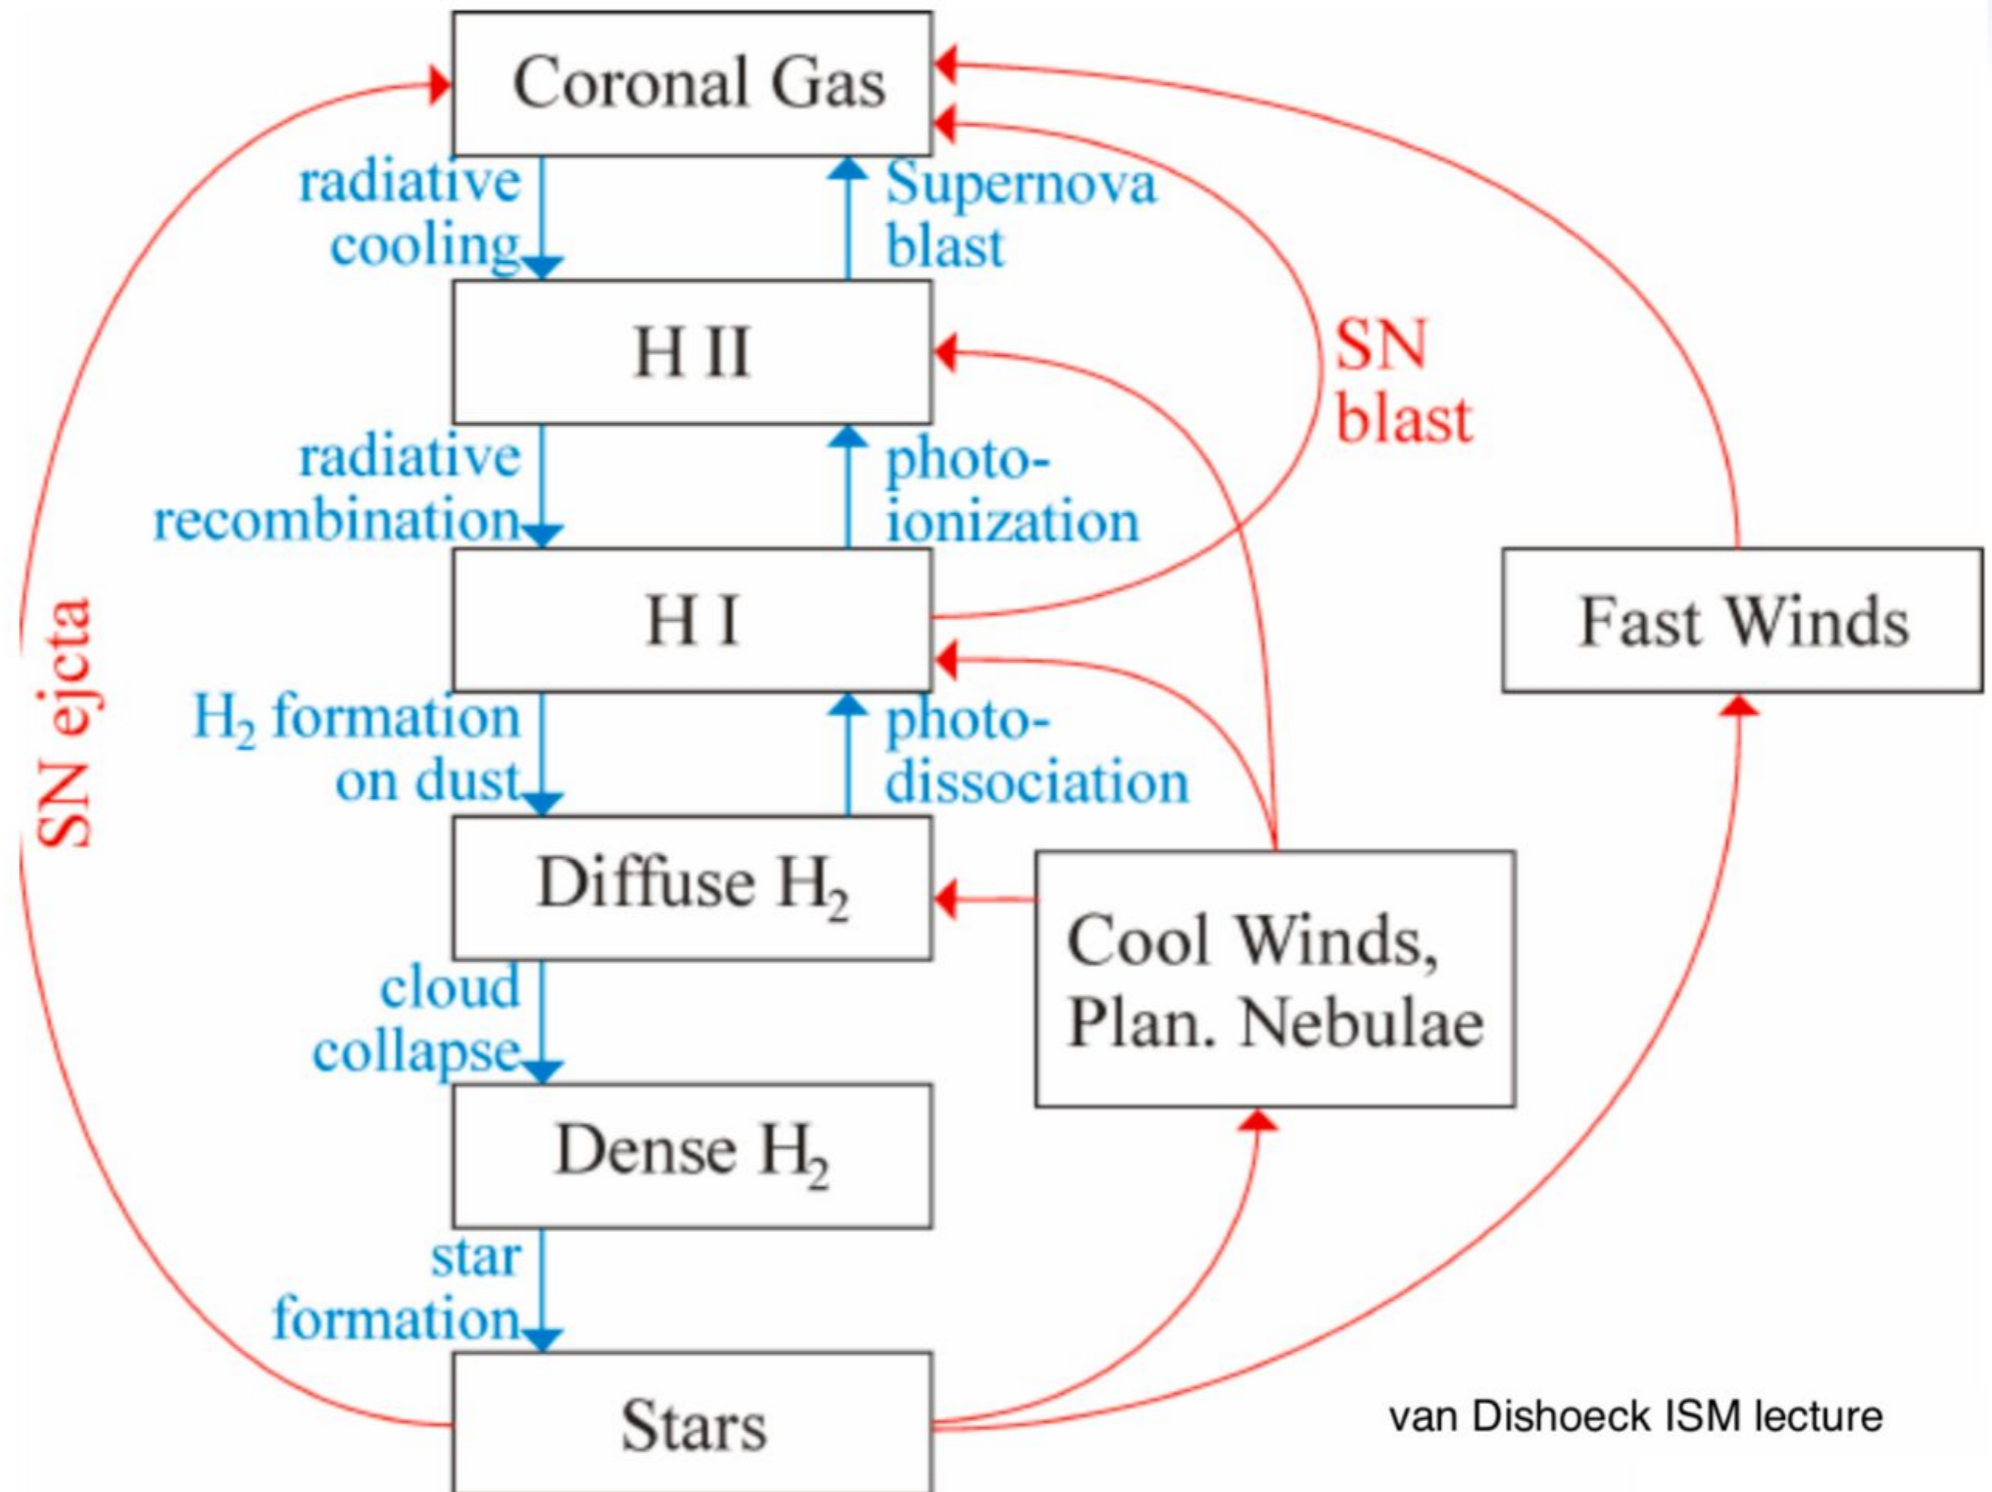 Coronal Gas
radiative
cooling
Supernova
blast
H II
SN
blast
radiative
recombination
photo-
ionization
H I
Fast Winds
SN ejcta
H₂ formation
on dust
photo-
dissociation
Diffuse H₂
Cool Winds,
Plan. Nebulae
cloud
collapse
Dense H₂
star
formation
Stars
van Dishoeck ISM lecture